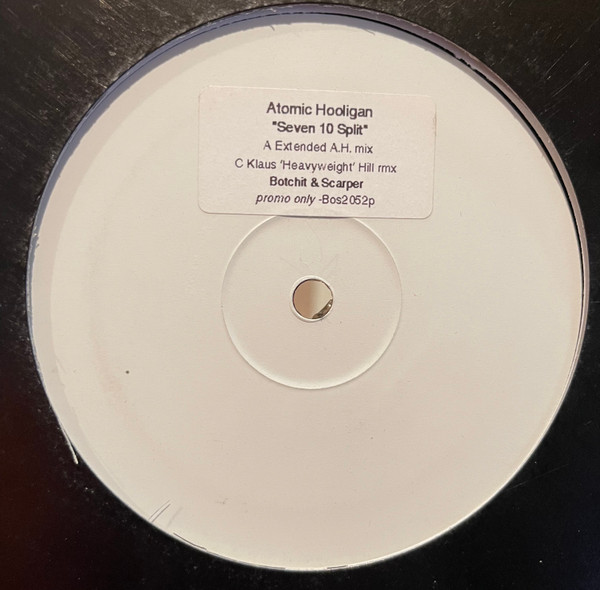 Atomic Hooligan
"Seven 10 Split"
A Extended A.H. mix
C Klaus 'Heavyweight' Hill rmx
Botchit & Scarper
promo only -Bos2052p